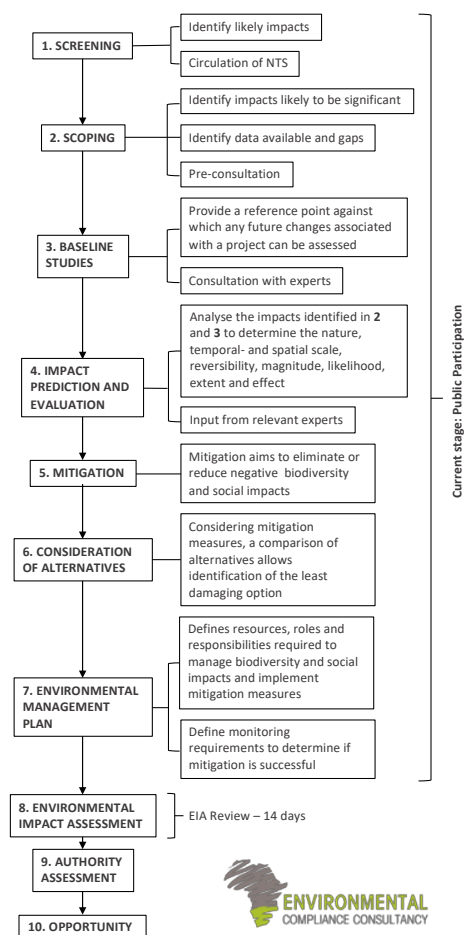 1. SCREENING
Identify likely impacts
Circulation of NTS
2. SCOPING
Identify impacts likely to be significant
Identify data available and gaps
Pre-consultation
3. BASELINE
STUDIES
Provide a reference point against
which any future changes associated
with a project can be assessed
Consultation with experts
4. IMPACT
PREDICTION AND
EVALUATION
Analyse the impacts identified in 2
and 3 to determine the nature,
temporal- and spatial scale,
reversibility, magnitude, likelihood,
extent and effect
Input from relevant experts
5. MITIGATION
Mitigation aims to eliminate or
reduce negative biodiversity
and social impacts
6. CONSIDERATION
OF ALTERNATIVES
Considering mitigation
measures, a comparison of
alternatives allows
identification of the least
damaging option
7. ENVIRONMENTAL
MANAGEMENT
PLAN
Defines resources, roles and
responsibilities required to
manage biodiversity and social
impacts and implement
mitigation measures
Define monitoring
requirements to determine if
mitigation is successful
Current stage: Public Participation
8. ENVIRONMENTAL
IMPACT ASSESSMENT
EIA Review – 14 days
9. AUTHORITY
ASSESSMENT
10. OPPORTUNITY
ENVIRONMENTAL
COMPLIANCE CONSULTANCY